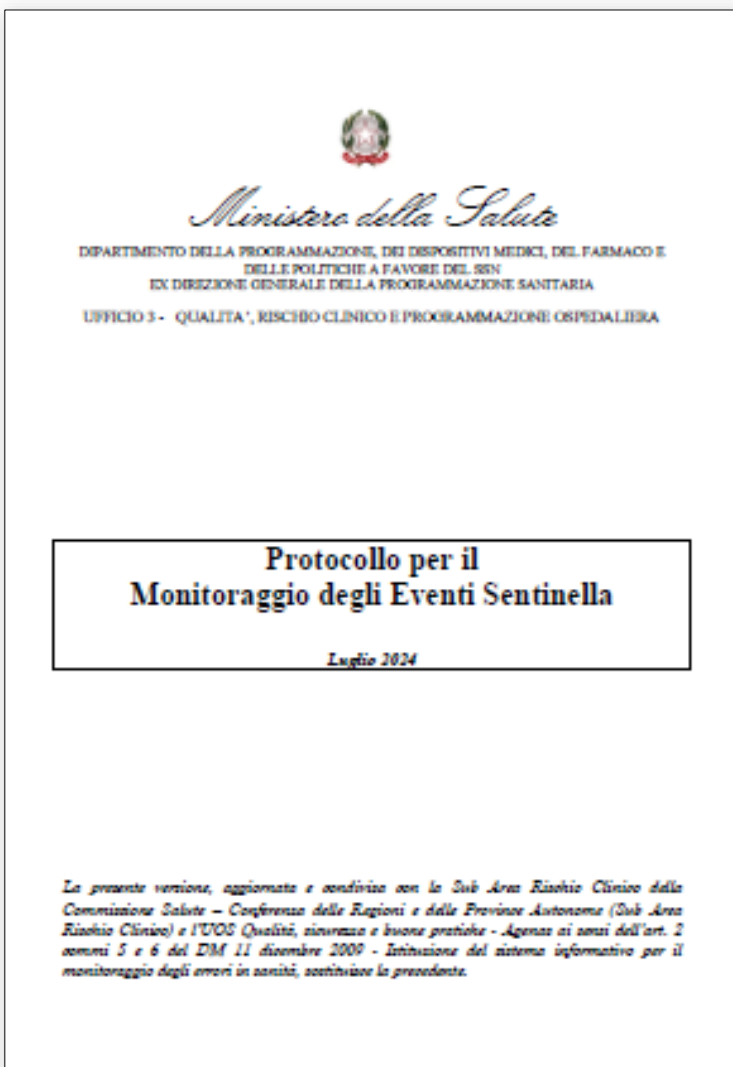 Ministero della Salute
DIPARTIMENTO DELLA PROGRAMMAZIONE, DEI DISPOSITIVI MEDICI, DEL FARMACO E
DELLE POLITICHE A FAVORE DEL SSN
EX DIREZIONE GENERALE DELLA PROGRAMMAZIONE SANITARIA
UFFICIO 3 - QUALITA', RISCHIO CLINICO E PROGRAMMAZIONE OSPEDALIERA
Protocollo per il
Monitoraggio degli Eventi Sentinella
Luglio 2024
La presente versione, aggiornata e condivisa con la Sub Area Rischio Clinico della
Commissione Salute – Conferenza delle Regioni e delle Province Autonome (Sub Area
Rischio Clinico) e l'UOS Qualità, sicurezza e buone pratiche - Agenas ai sensi dell'art. 2
commi 5 e 6 del DM 11 dicembre 2009 - Istituzione del sistema informativo per il
monitoraggio degli errori in sanità, sostituisce la precedente.